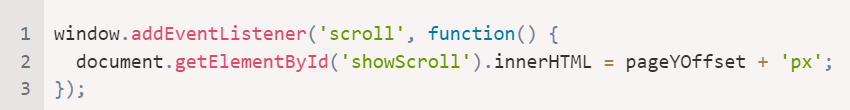 1 window.addEventListener('scroll', function() {
2   document.getElementById('showScroll').innerHTML = pageYOffset + 'px';
3 });